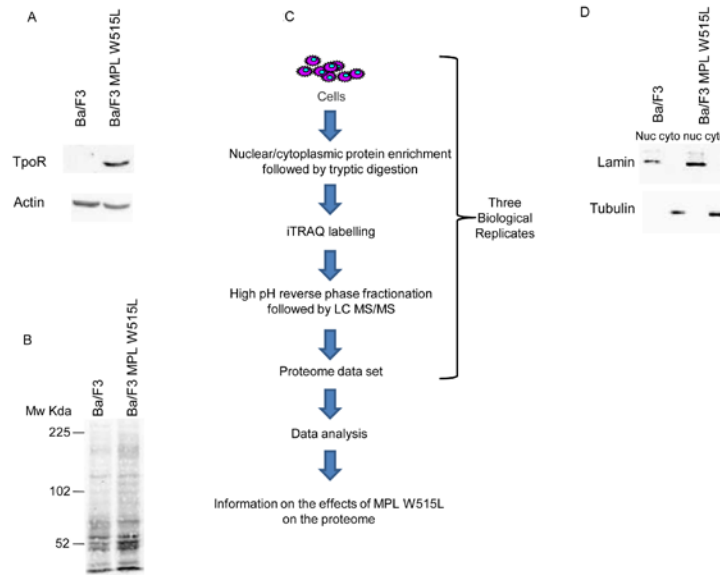 A
Ba/F3
Ba/F3 MPL W515L
TpoR
Actin
B
Ba/F3
Ba/F3 MPL W515L
Mw Kda
225
102
52
C
Cells
Nuclear/cytoplasmic protein enrichment
followed by tryptic digestion
iTRAQ labelling
High pH reverse phase fractionation
followed by LC MS/MS
Proteome data set
Data analysis
Information on the effects of MPL W515L
on the proteome
Three
Biological
Replicates
D
Ba/F3
Ba/F3 MPL W515L
Nuc cyto nuc cyt
Lamin
Tubulin